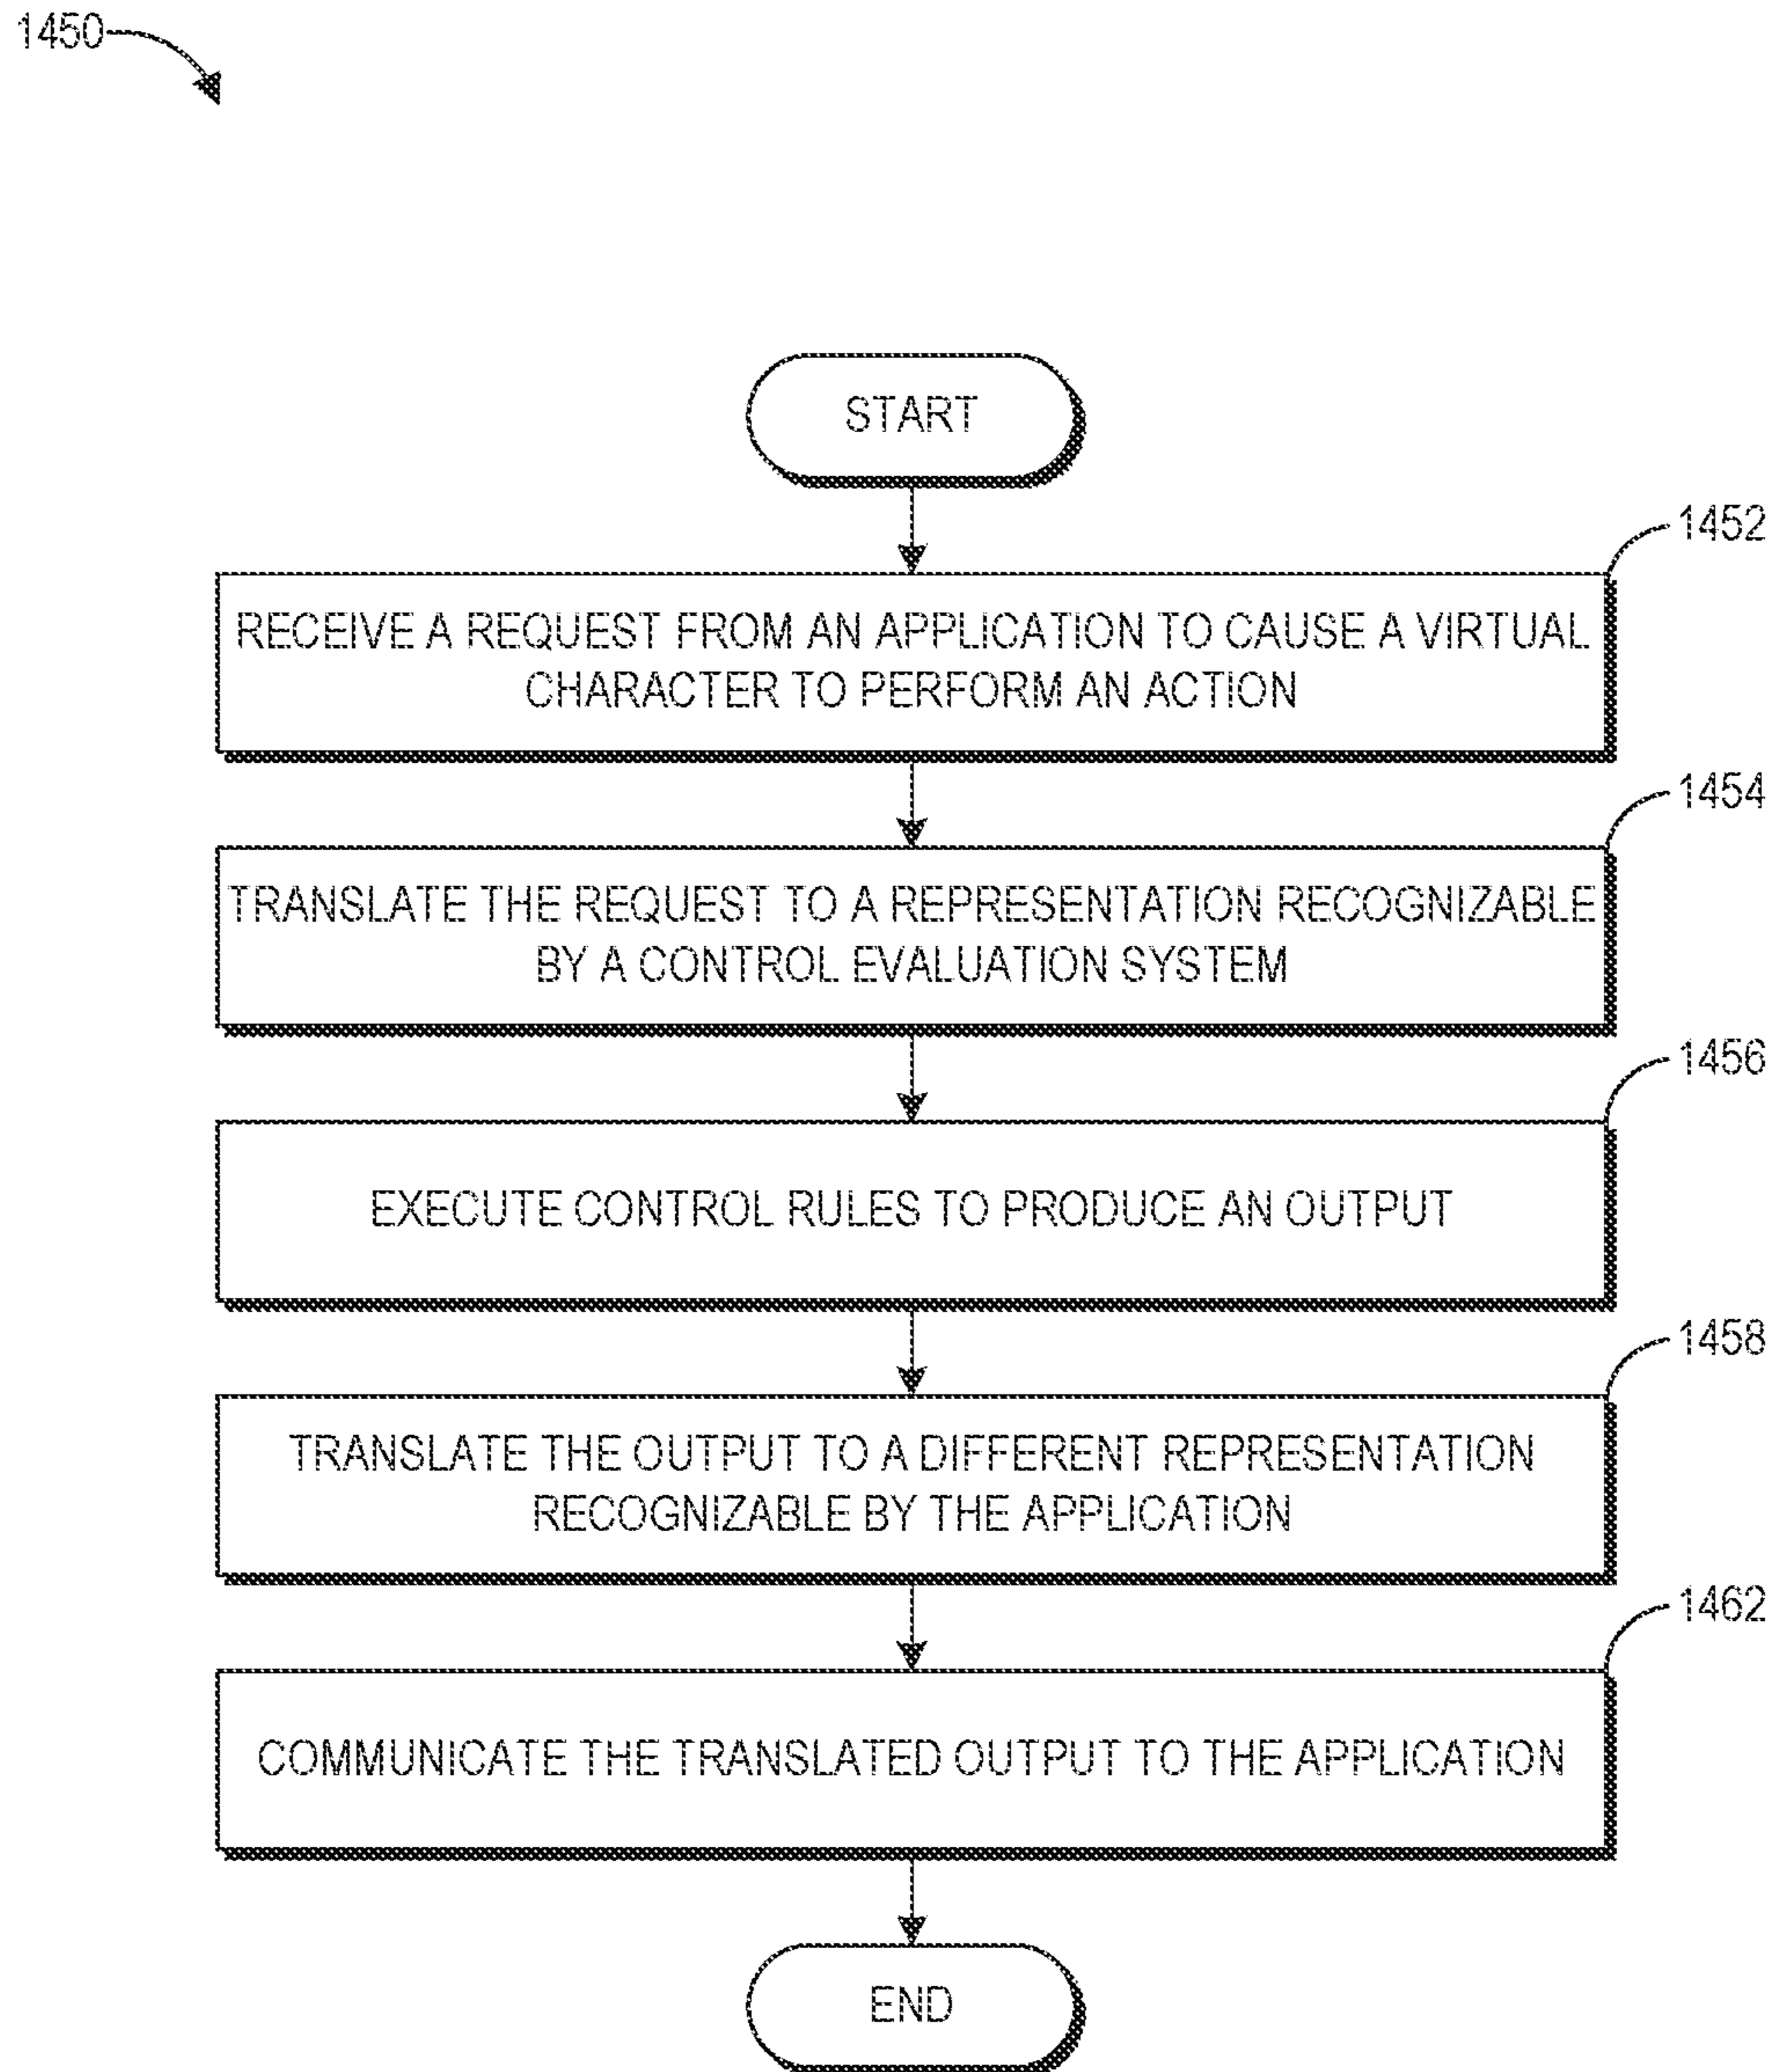 1450
START
1452
RECEIVE A REQUEST FROM AN APPLICATION TO CAUSE A VIRTUAL
CHARACTER TO PERFORM AN ACTION
1454
TRANSLATE THE REQUEST TO A REPRESENTATION RECOGNIZABLE
BY A CONTROL EVALUATION SYSTEM
1456
EXECUTE CONTROL RULES TO PRODUCE AN OUTPUT
1458
TRANSLATE THE OUTPUT TO A DIFFERENT REPRESENTATION
RECOGNIZABLE BY THE APPLICATION
1462
COMMUNICATE THE TRANSLATED OUTPUT TO THE APPLICATION
END